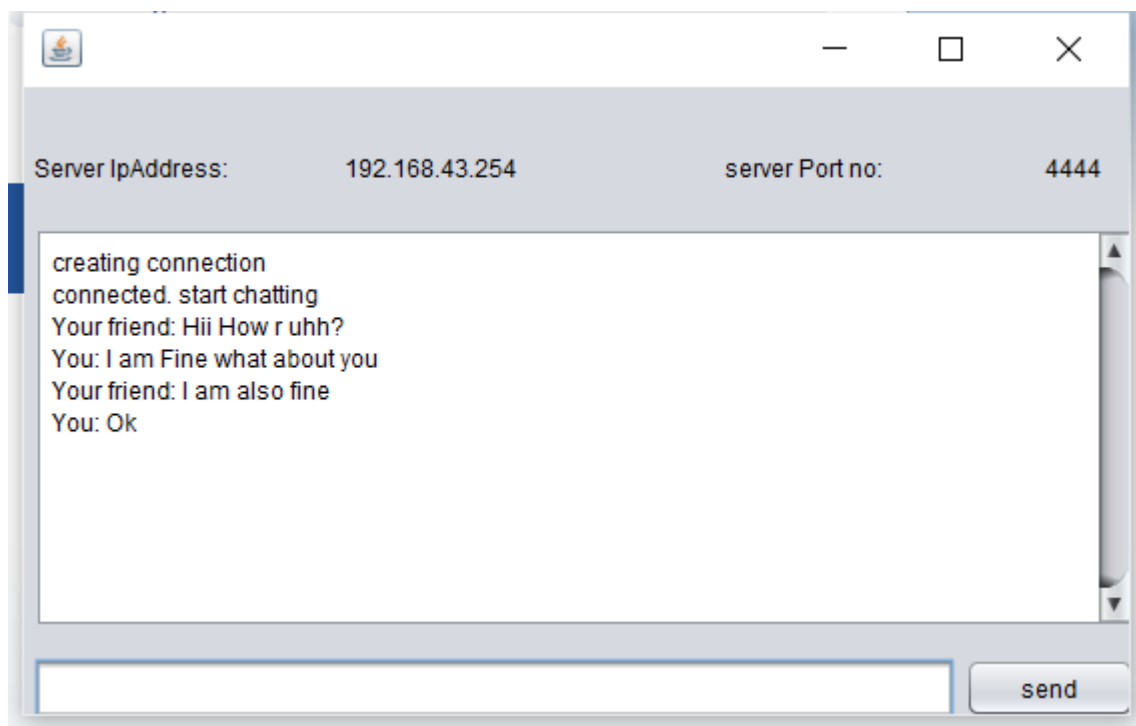 Server IpAddress: 192.168.43.254 server Port no: 4444
creating connection
connected. start chatting
Your friend: Hii How r uhh?
You: I am Fine what about you
Your friend: I am also fine
You: Ok
send